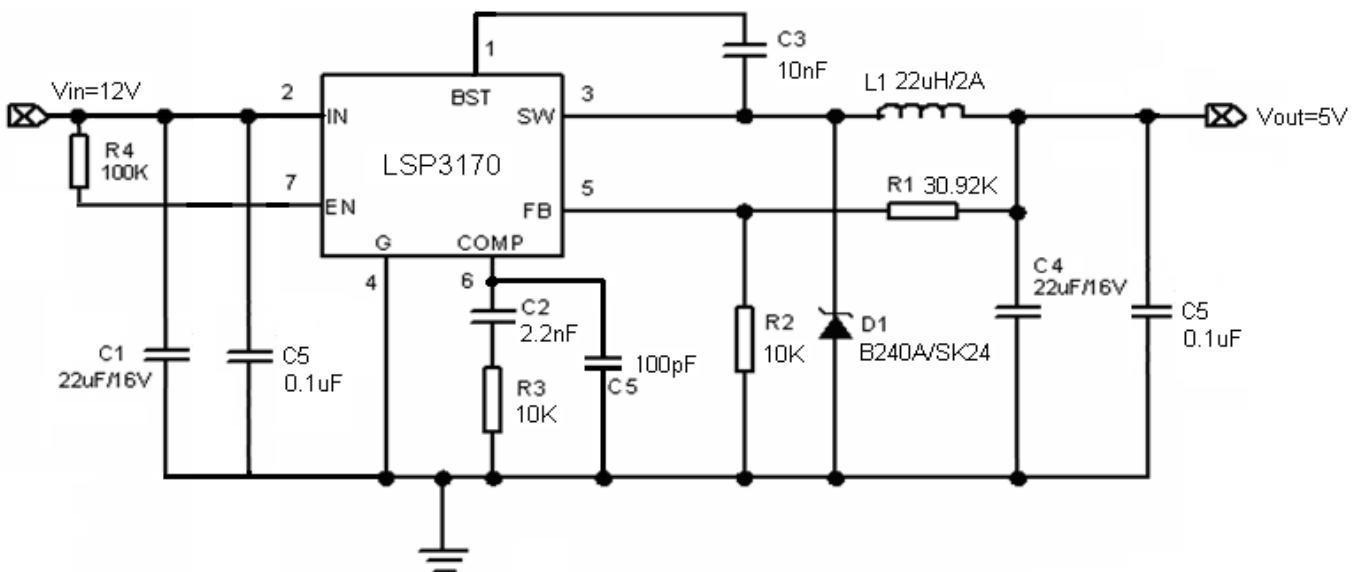 1
C3
10nF
Vin=12V
2
BST
3
L1 22uH/2A
IN
SW
Vout=5V
R4
100K
LSP3170
7
5
R1 30.92K
EN
FB
G
COMP
4
6
C2
2.2nF
C4
22uF/16V
R2
10K
D1
B240A/SK24
C5
0.1uF
C1
22uF/16V
C5
0.1uF
100pF
C5
R3
10K